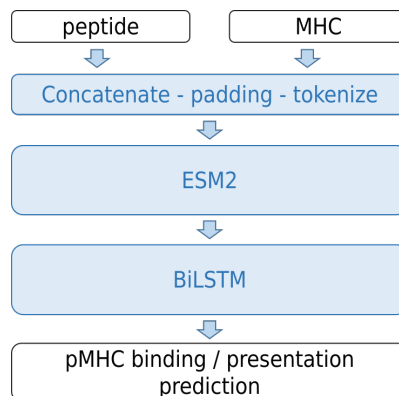 peptide
MHC
Concatenate - padding - tokenize
ESM2
BiLSTM
pMHC binding / presentation
prediction